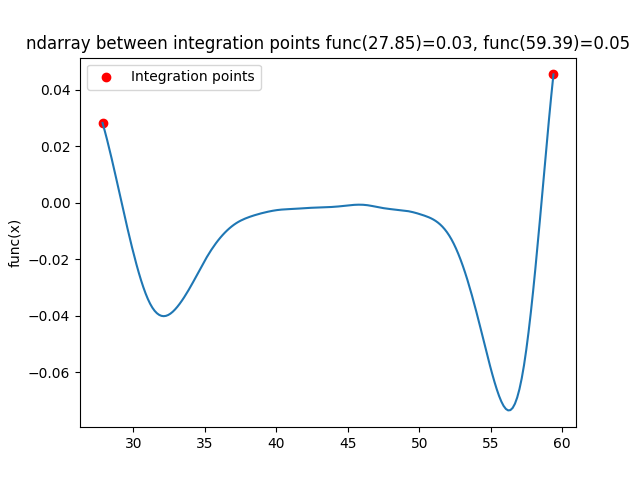 ndarray between integration points func(27.85)=0.03, func(59.39)=0.05
Integration points
func(x)
0.04
0.02
0.00
−0.02
−0.04
−0.06
30 35 40 45 50 55 60